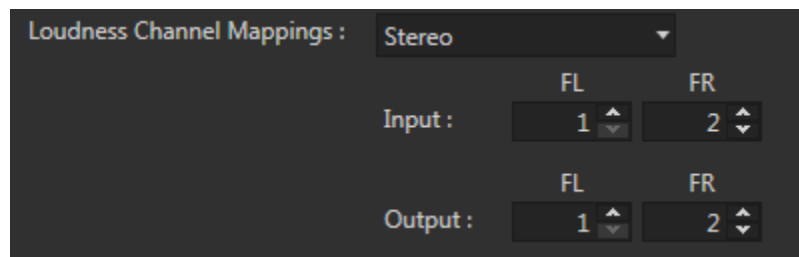 Loudness Channel Mappings : Stereo
FL FR
Input : 1 2
FL FR
Output : 1 2